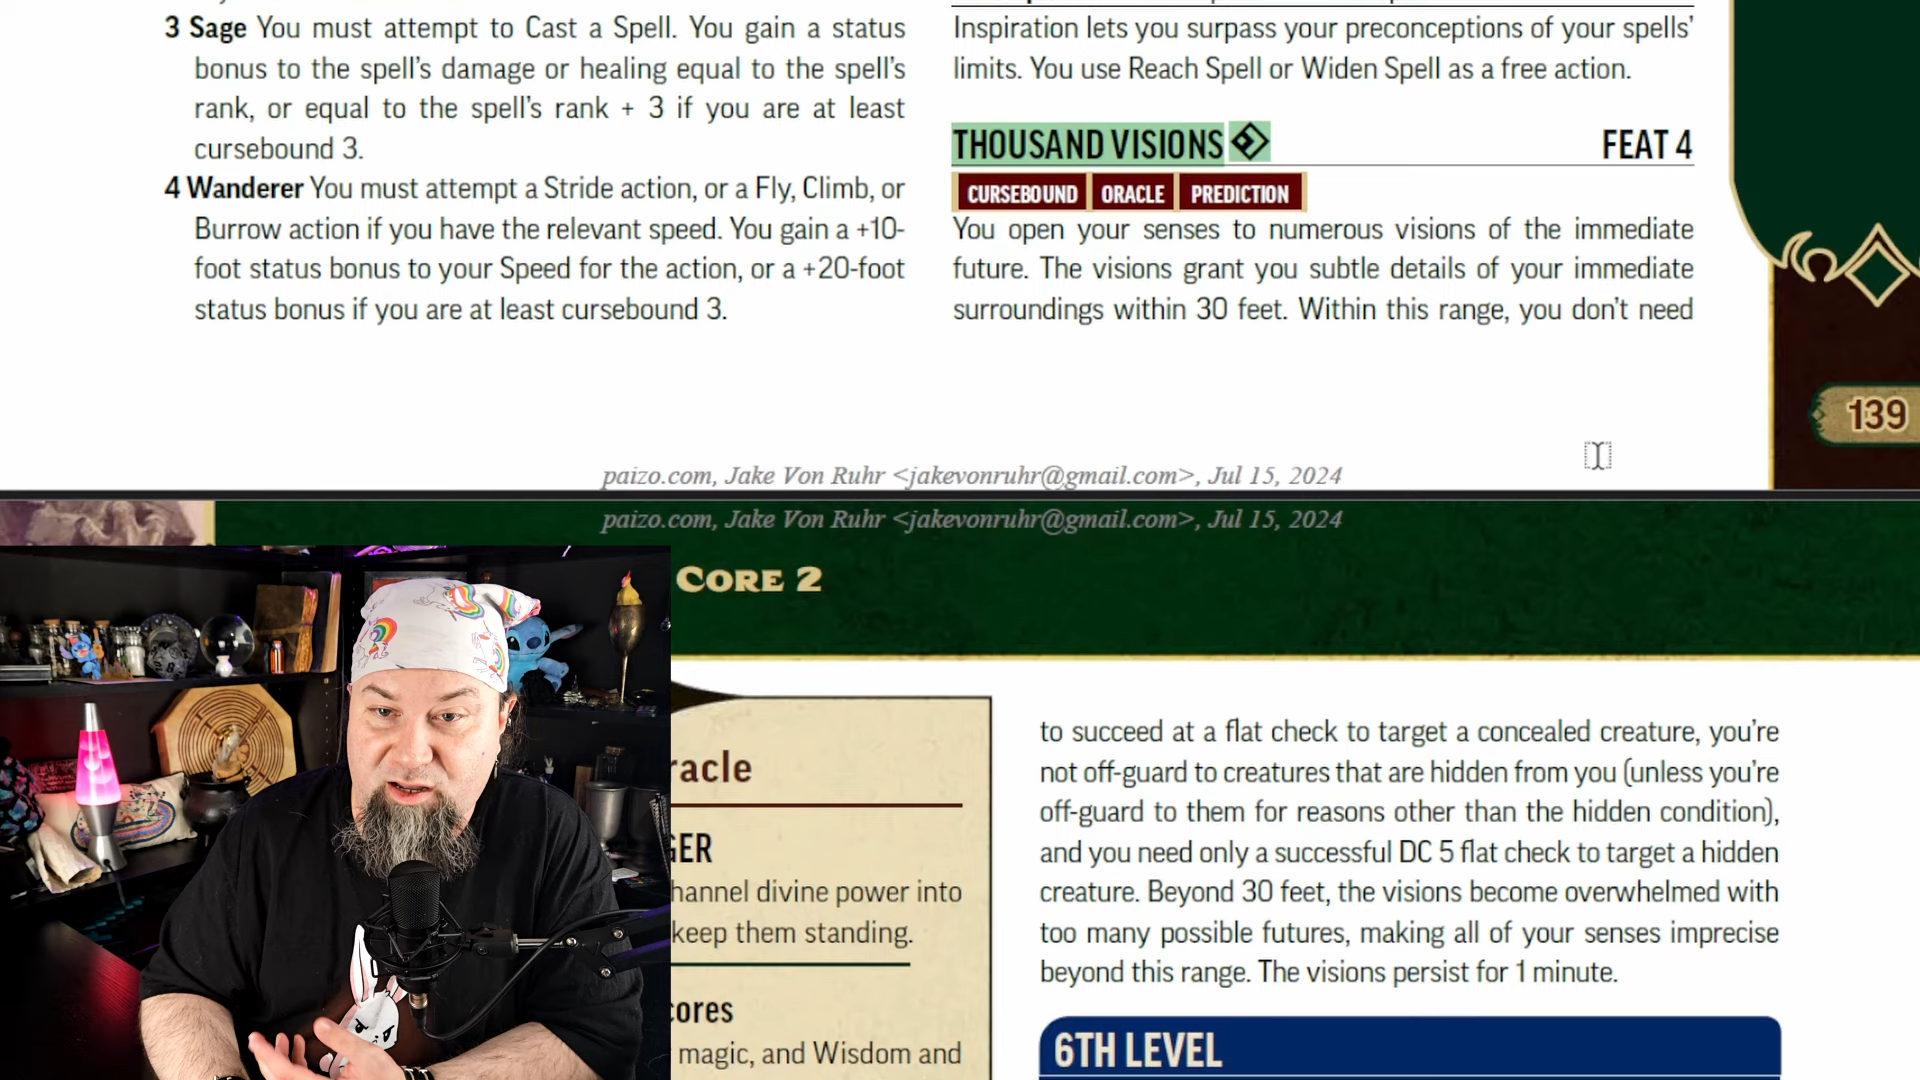 3 Sage You must attempt to Cast a Spell. You gain a status
bonus to the spell's damage or healing equal to the spell's
rank, or equal to the spell's rank + 3 if you are at least
cursebound 3.
4 Wanderer You must attempt a Stride action, or a Fly, Climb, or
Burrow action if you have the relevant speed. You gain a +10-
foot status bonus to your Speed for the action, or a +20-foot
status bonus if you are at least cursebound 3.
Inspiration lets you surpass your preconceptions of your spells'
limits. You use Reach Spell or Widen Spell as a free action.
THOUSAND VISIONS FEAT 4
CURSEBOUND ORACLE PREDICTION
You open your senses to numerous visions of the immediate
future. The visions grant you subtle details of your immediate
surroundings within 30 feet. Within this range, you don't need
139
paizo.com, Jake Von Ruhr <jakevonruhr@gmail.com>, Jul 15, 2024
paizo.com, Jake Von Ruhr <jakevonruhr@gmail.com>, Jul 15, 2024
CORE 2
racle
GER
hannel divine power into
keep them standing.
cores
magic, and Wisdom and
to succeed at a flat check to target a concealed creature, you're
not off-guard to creatures that are hidden from you (unless you're
off-guard to them for reasons other than the hidden condition),
and you need only a successful DC 5 flat check to target a hidden
creature. Beyond 30 feet, the visions become overwhelmed with
too many possible futures, making all of your senses imprecise
beyond this range. The visions persist for 1 minute.
6TH LEVEL